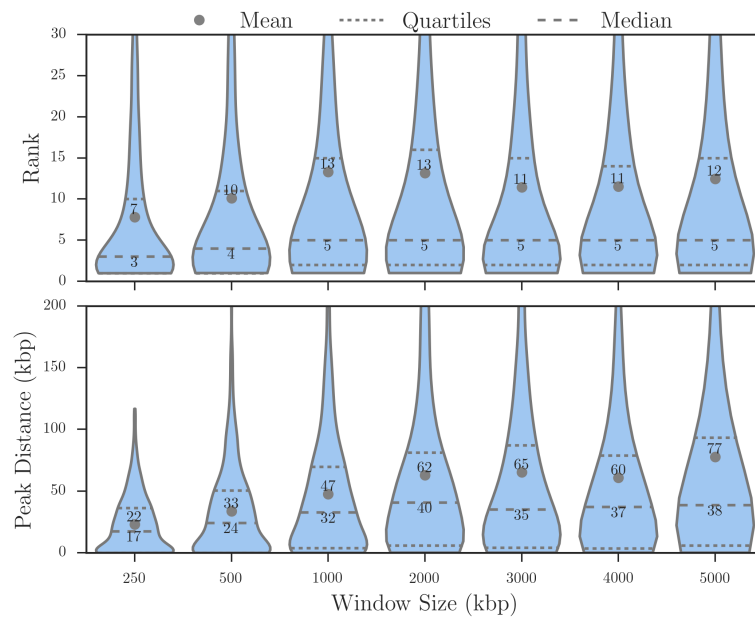 Mean Quartiles Median
30
25
20
15
10
5
0
Rank
7 10 13 13 11 11 12
3 4 5 5 5 5 5
200
150
100
50
0
Peak Distance (kbp)
22 33 47 62 65 60 77
17 24 32 40 35 37 38
250 500 1000 2000 3000 4000 5000
Window Size (kbp)